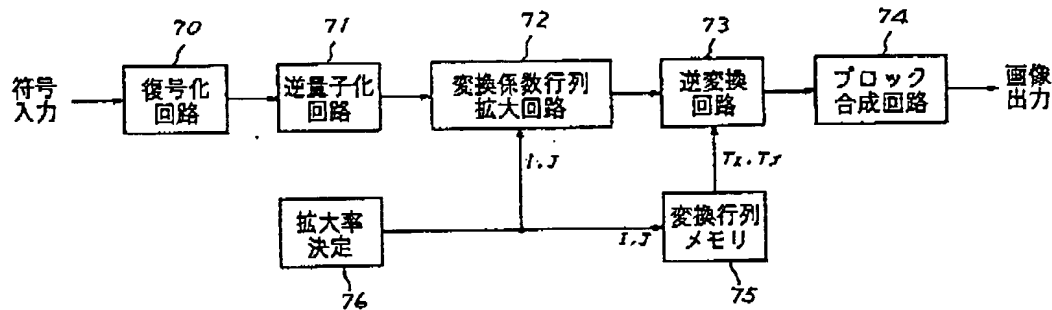 70
71
72
73
74
符号
入力
復号化
回路
逆量子化
回路
変換係数行列
拡大回路
逆変換
回路
ブロック
合成回路
画像
出力
I,J
TI,TJ
拡大率
決定
I,J
変換行列
メモリ
76
75